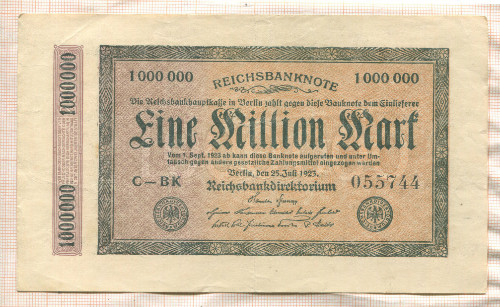 1000000
1 000 000
1 000 000
REICHSBANKNOTE
Die Reichsbankhauptkasse in Berlin zahlt gegen diese Banknote dem Einlieferer
Eine Million Mark
Vom 1. Sept. 1923 ab kann diese Banknote aufgerufen und unter Um-
tausch gegen andere gesetzliche Zahlungsmittel eingezogen werden
Berlin, den 25. Juli 1923.
C–BK
Reichsbankdirektorium
055744
1000000